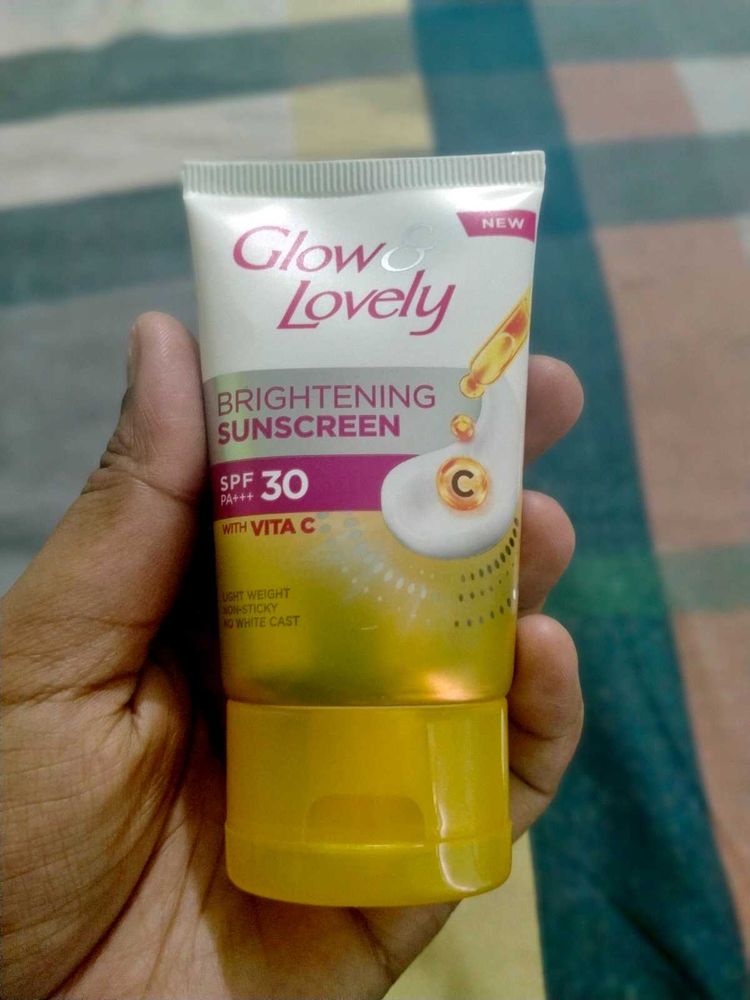 NEW
Glow &
Lovely
BRIGHTENING
SUNSCREEN
SPF
PA+++ 30
C
WITH VITA C
LIGHT WEIGHT
NON-STICKY
NO WHITE CAST